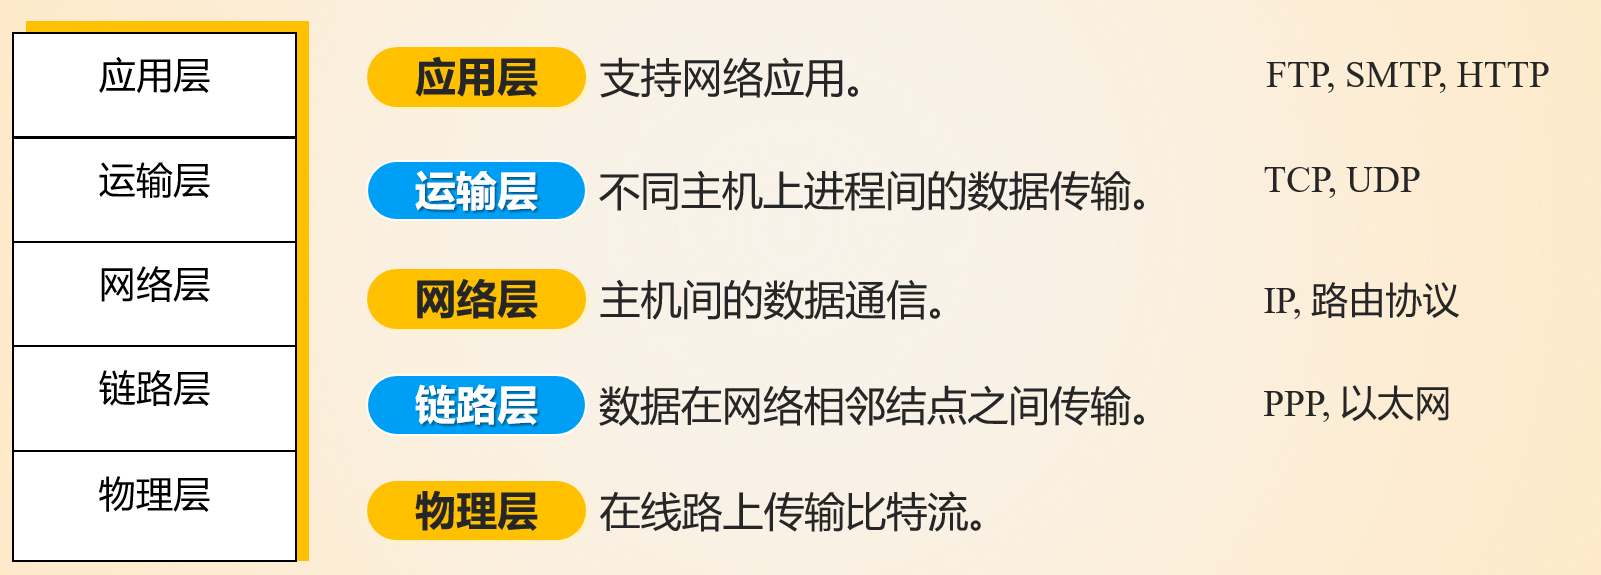 应用层
运输层
网络层
链路层
物理层
应用层 支持网络应用。 FTP, SMTP, HTTP
运输层 不同主机上进程间的数据传输。 TCP, UDP
网络层 主机间的数据通信。 IP, 路由协议
链路层 数据在网络相邻结点之间传输。 PPP, 以太网
物理层 在线路上传输比特流。